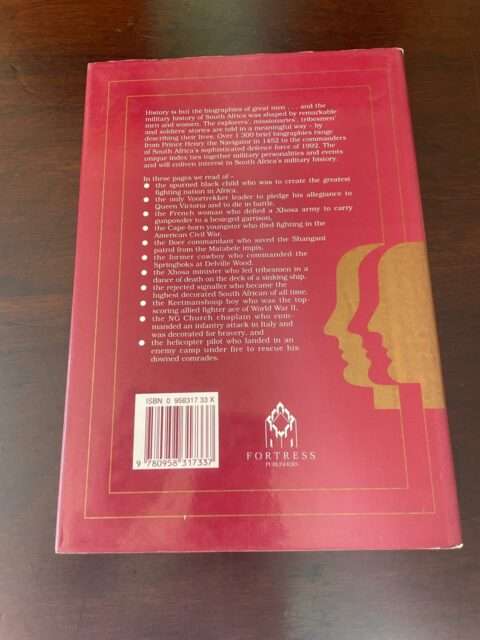 History is but the biographies of great men . . . and the
military history of South Africa was shaped by remarkable
men and women. The explorers', missionaries', tribesmen'
and soldiers' stories are told in a meaningful way – by
describing their lives. Over 1 300 brief biographies range
from Prince Henry the Navigator in 1452 to the commanders
of South Africa's sophisticated defence force of 1992. The
unique index ties together military personalities and events
and will enliven interest in South Africa's military history.
In these pages we read of –
● the spurned black child who was to create the greatest
fighting nation in Africa.
● the only Voortrekker leader to pledge his allegiance to
Queen Victoria and to die in battle.
● the French woman who defied a Xhosa army to carry
gunpowder to a besieged garrison,
● the Cape-born youngster who died fighting in the
American Civil War.
● the Boer commandant who saved the Shangani
patrol from the Matabele impis.
● the former cowboy who commanded the
Springboks at Delville Wood.
● the Xhosa minister who led tribesmen in a
dance of death on the deck of a sinking ship.
● the rejected signaller who became the
highest decorated South African of all time.
● the Keetmanshoop boy who was the top-
scoring allied fighter ace of World War II.
● the NG Church chaplain who com-
manded an infantry attack in Italy and
was decorated for bravery, and
● the helicopter pilot who landed in an
enemy camp under fire to rescue his
downed comrades.
ISBN 0 958317 33 X
9 780958 317337
FORTRESS
PUBLISHERS